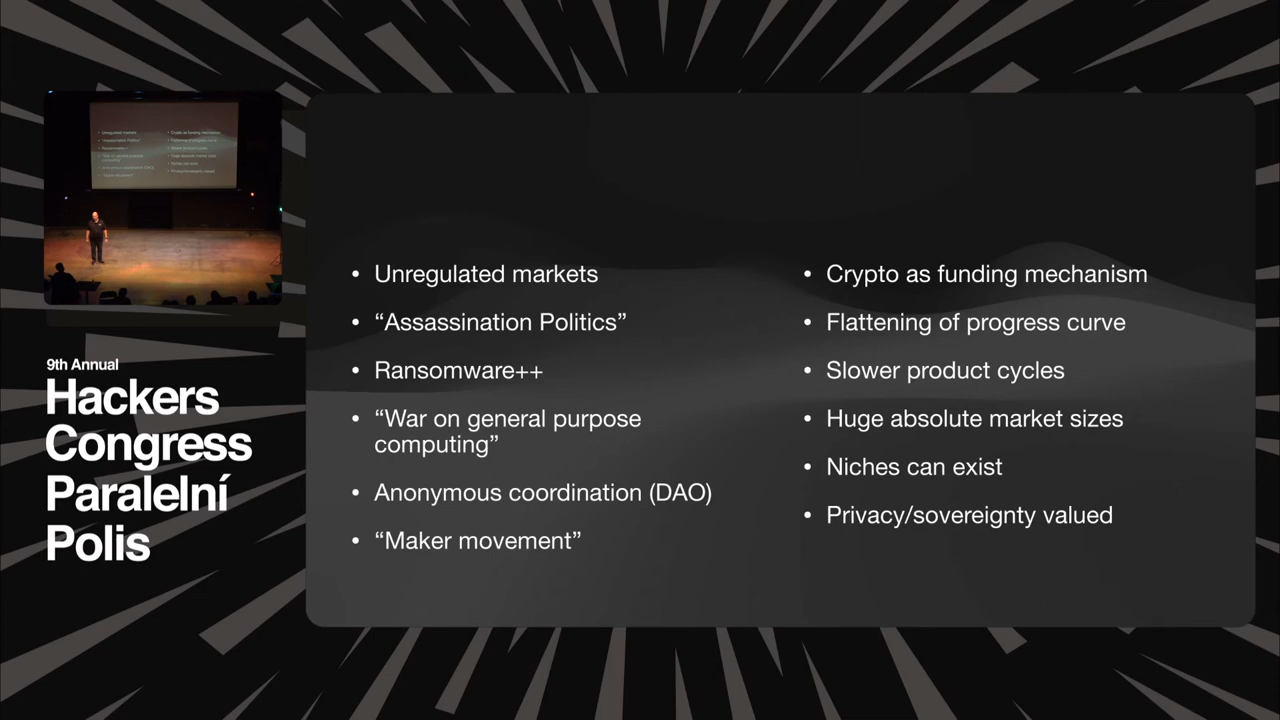 9th Annual
Hackers
Congress
Paralelní
Polis
• Unregulated markets
• “Assassination Politics”
• Ransomware++
• “War on general purpose
computing”
• Anonymous coordination (DAO)
• “Maker movement”
• Crypto as funding mechanism
• Flattening of progress curve
• Slower product cycles
• Huge absolute market sizes
• Niches can exist
• Privacy/sovereignty valued